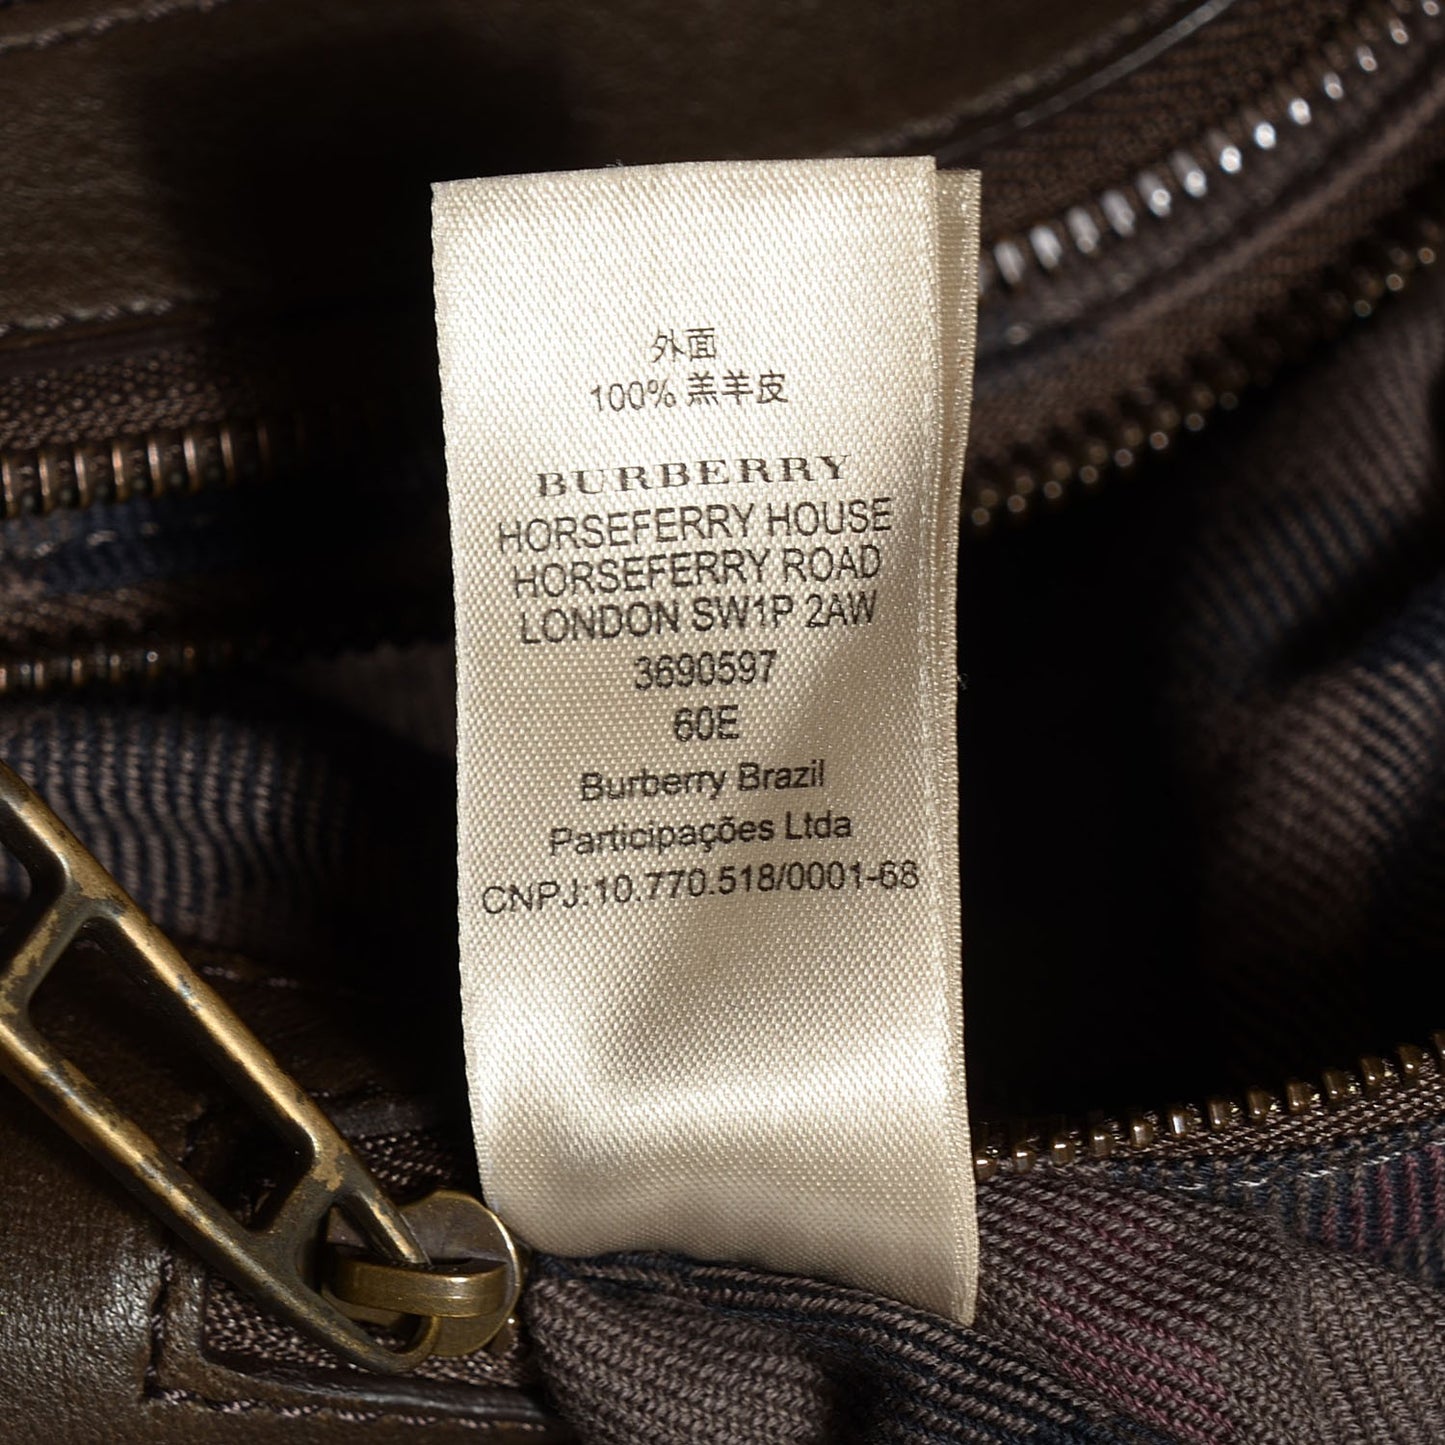 外面
100% 羔羊皮
BURBERRY
HORSEFERRY HOUSE
HORSEFERRY ROAD
LONDON SW1P 2AW
3690597
60E
Burberry Brazil
Participações Ltda
CNPJ:10.770.518/0001-68